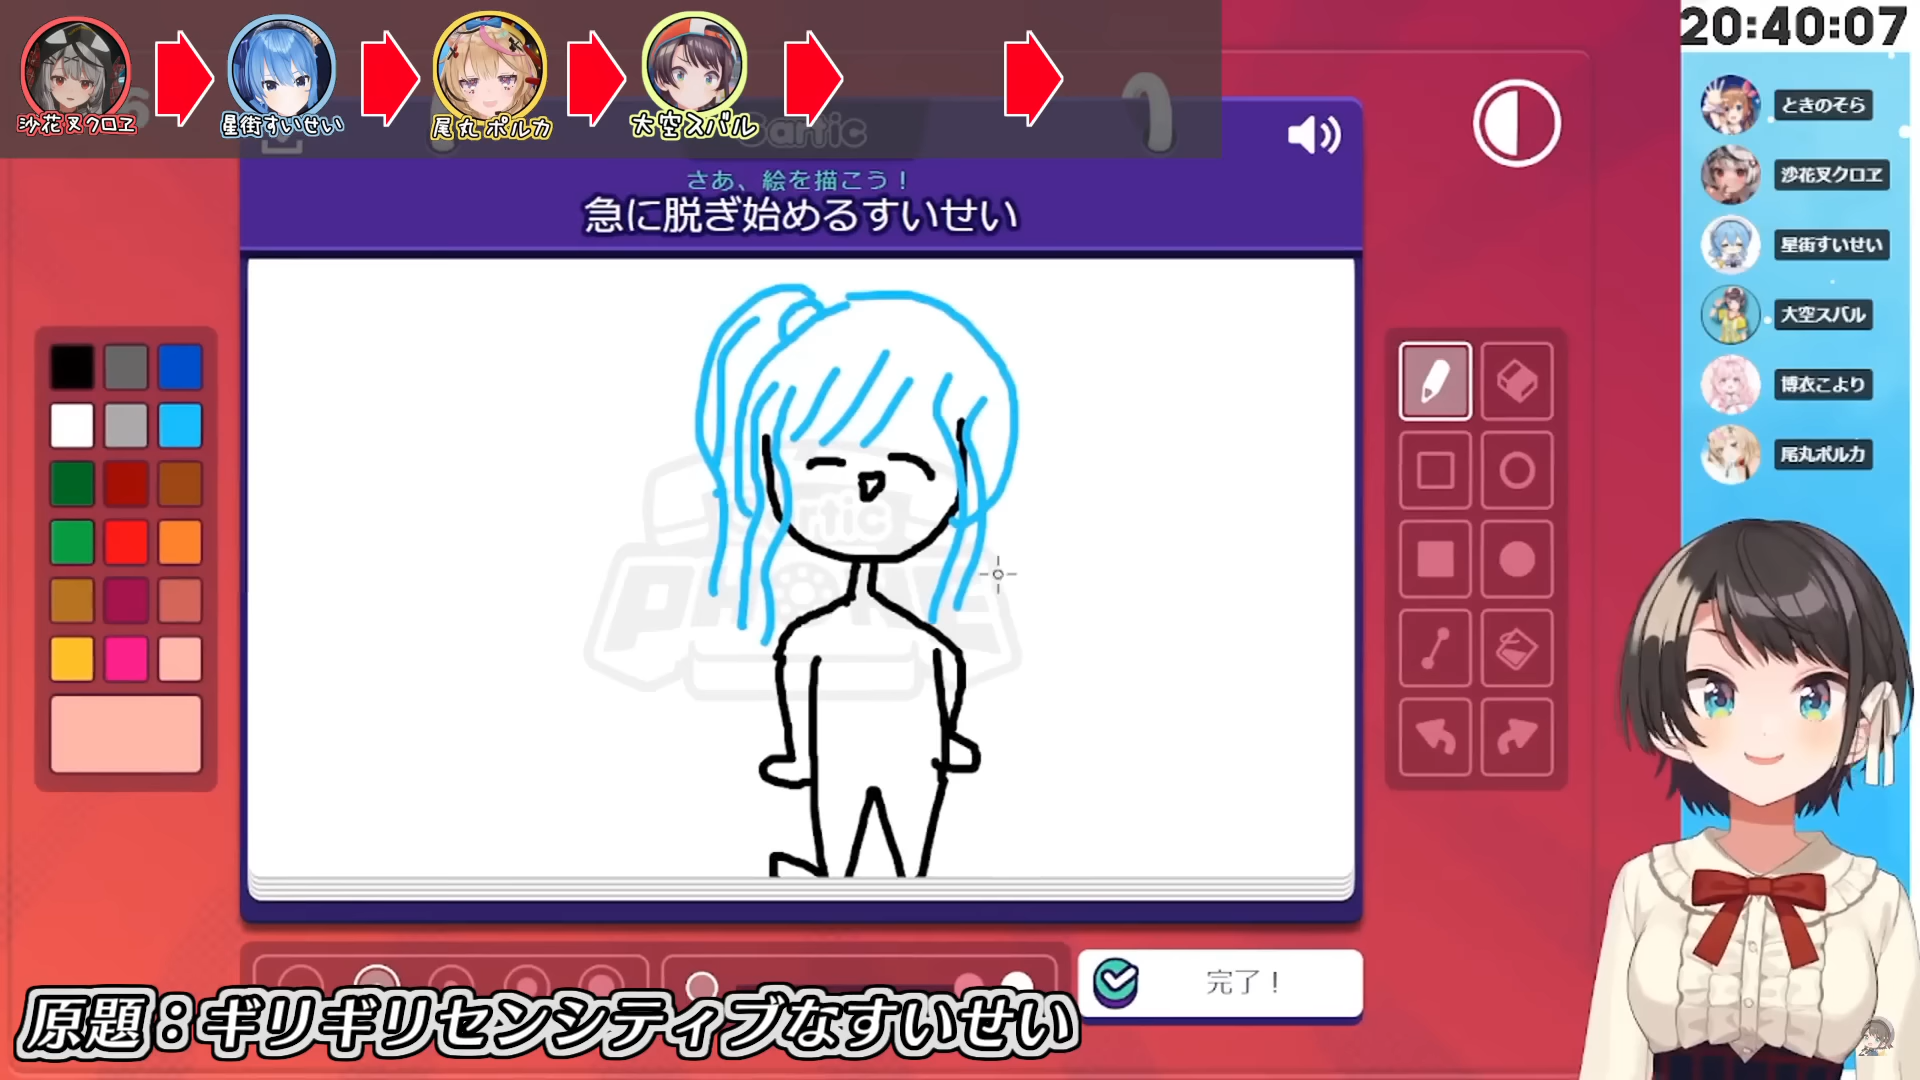 沙花叉クロヱ
星街すいせい
尾丸ポルカ
大空スバル
20:40:07
Gartic
さあ、絵を描こう！
急に脱ぎ始めるすいせい
ときのそら
沙花叉クロヱ
星街すいせい
大空スバル
博衣こより
尾丸ポルカ
Gartic
PHONE
完了！
原題：ギリギリセンシティブなすいせい